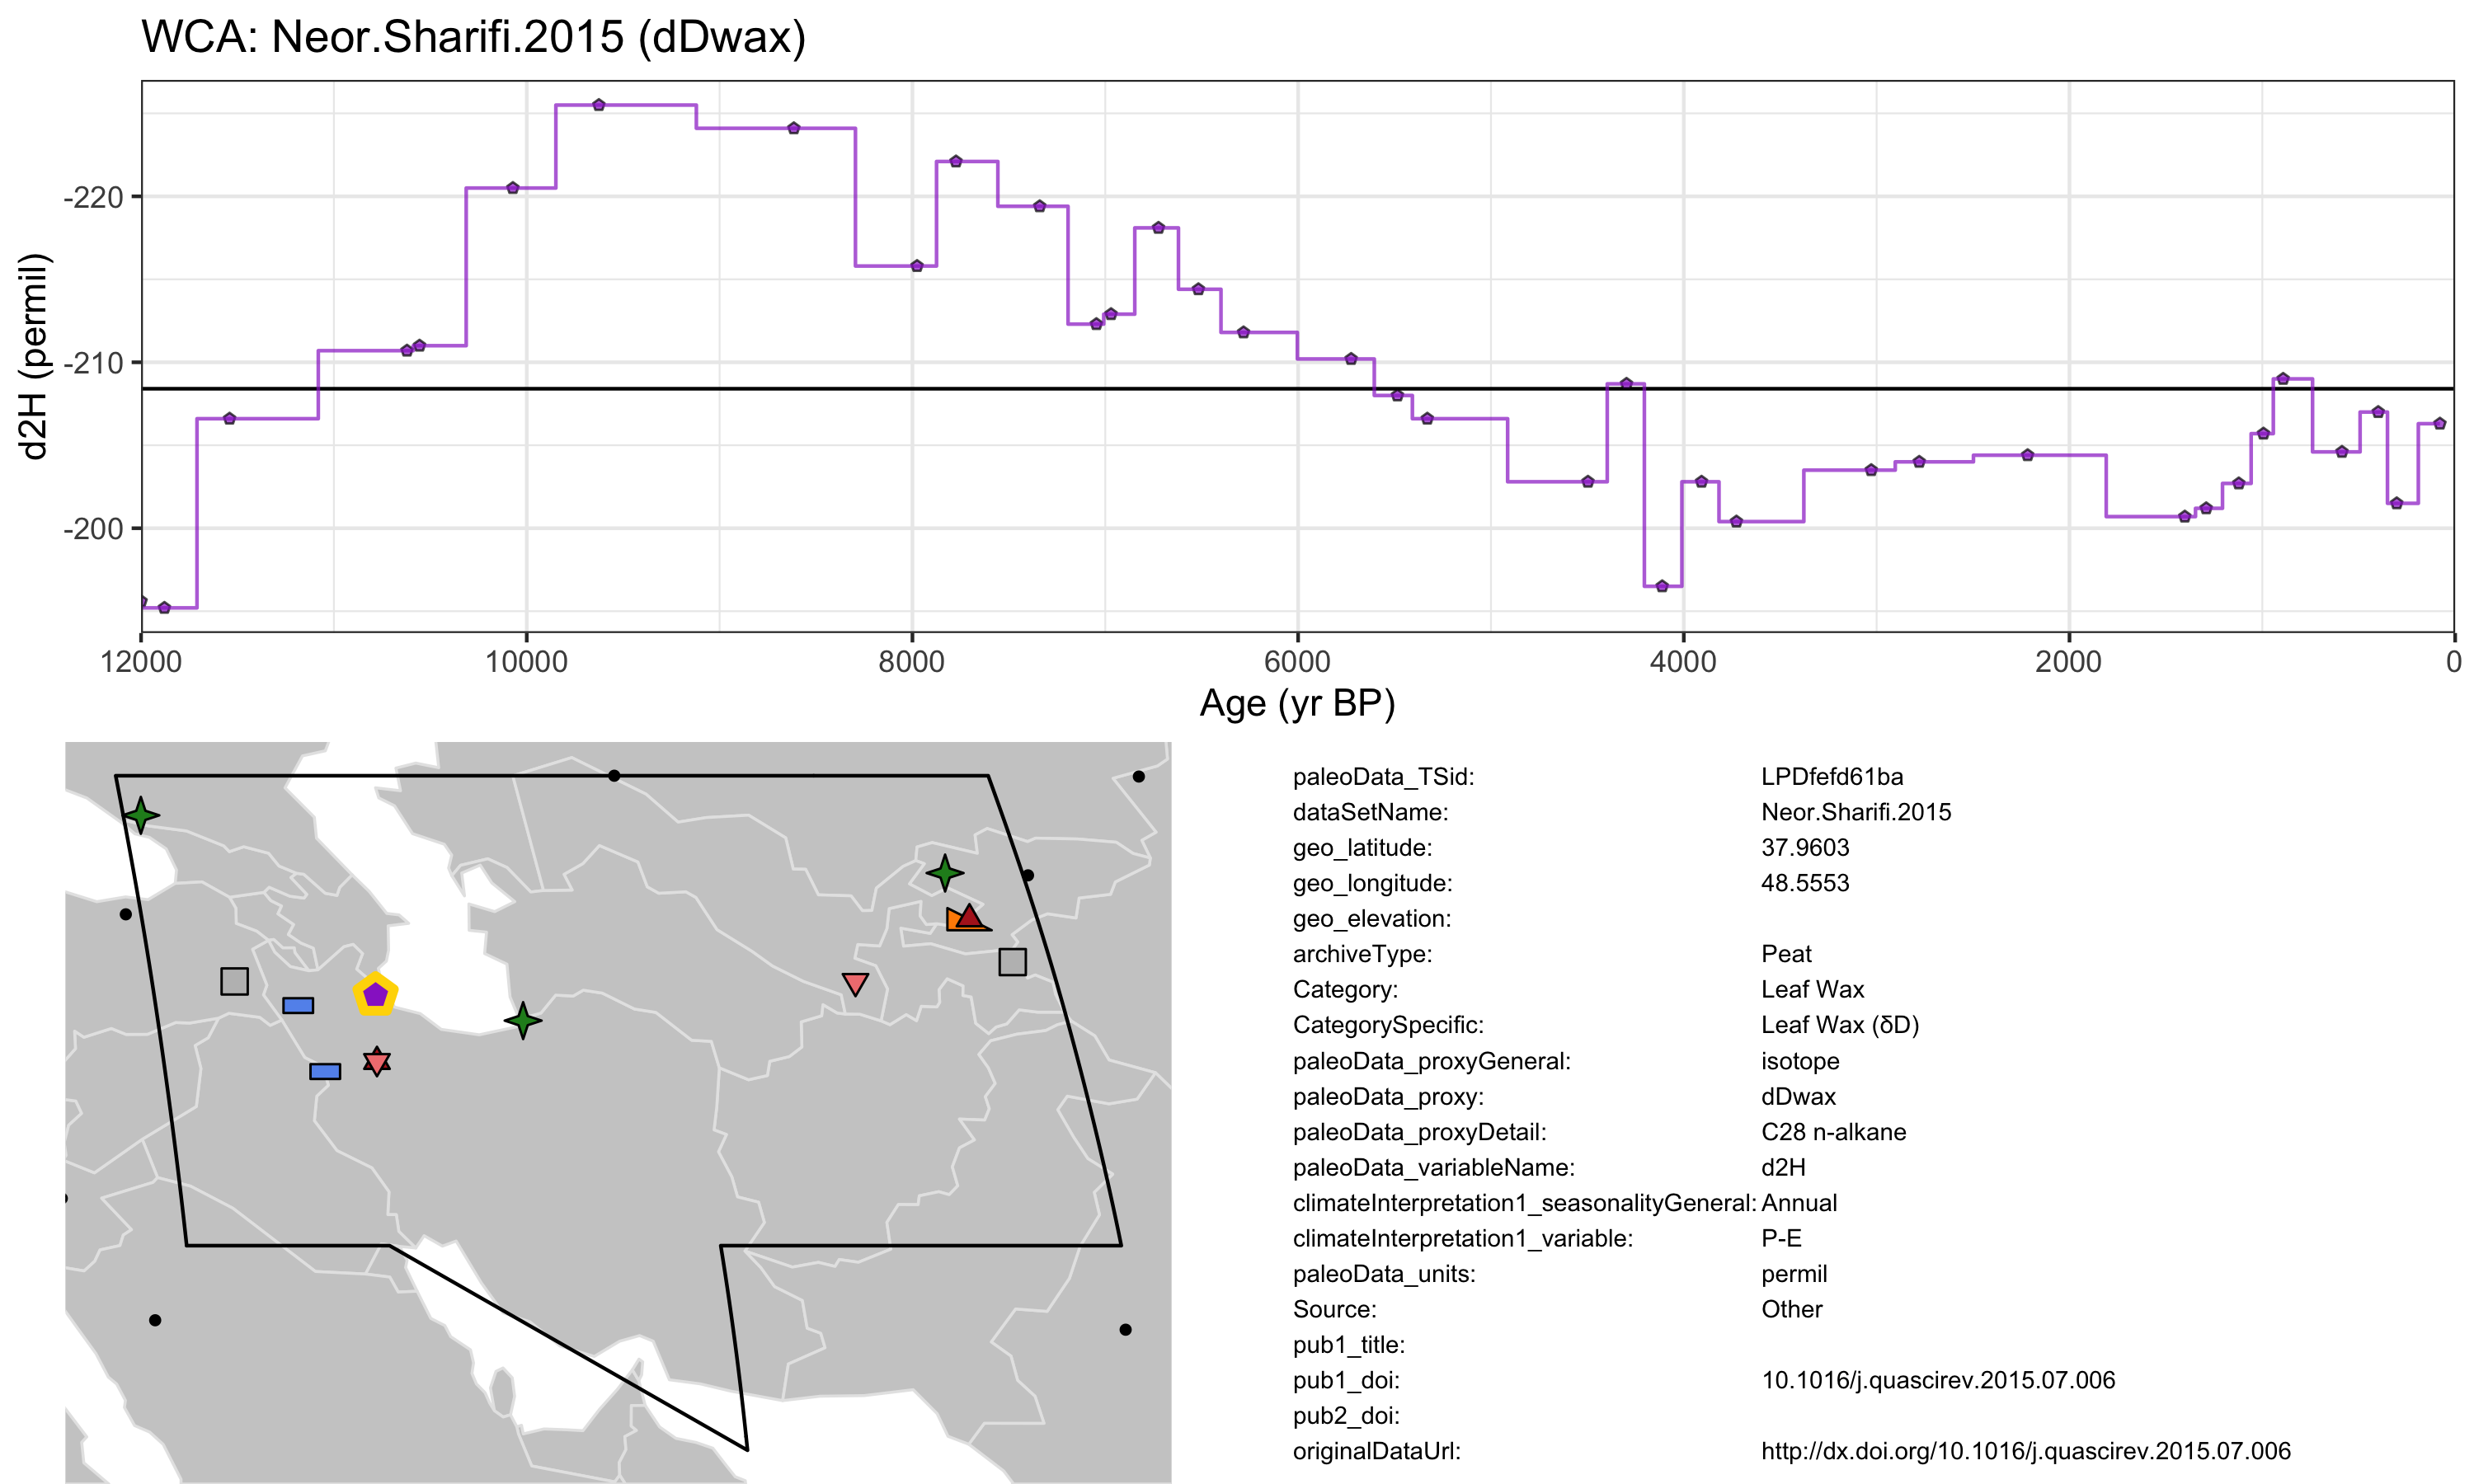 WCA: Neor.Sharifi.2015 (dDwax)
d2H (permil)
-220
-210
-200
12000 10000 8000 6000 4000 2000 0
Age (yr BP)
paleoData_TSid: LPDfefd61ba
dataSetName: Neor.Sharifi.2015
geo_latitude: 37.9603
geo_longitude: 48.5553
geo_elevation:
archiveType: Peat
Category: Leaf Wax
CategorySpecific: Leaf Wax (δD)
paleoData_proxyGeneral: isotope
paleoData_proxy: dDwax
paleoData_proxyDetail: C28 n-alkane
paleoData_variableName: d2H
climateInterpretation1_seasonalityGeneral: Annual
climateInterpretation1_variable: P-E
paleoData_units: permil
Source: Other
pub1_title:
pub1_doi: 10.1016/j.quascirev.2015.07.006
pub2_doi:
originalDataUrl: http://dx.doi.org/10.1016/j.quascirev.2015.07.006